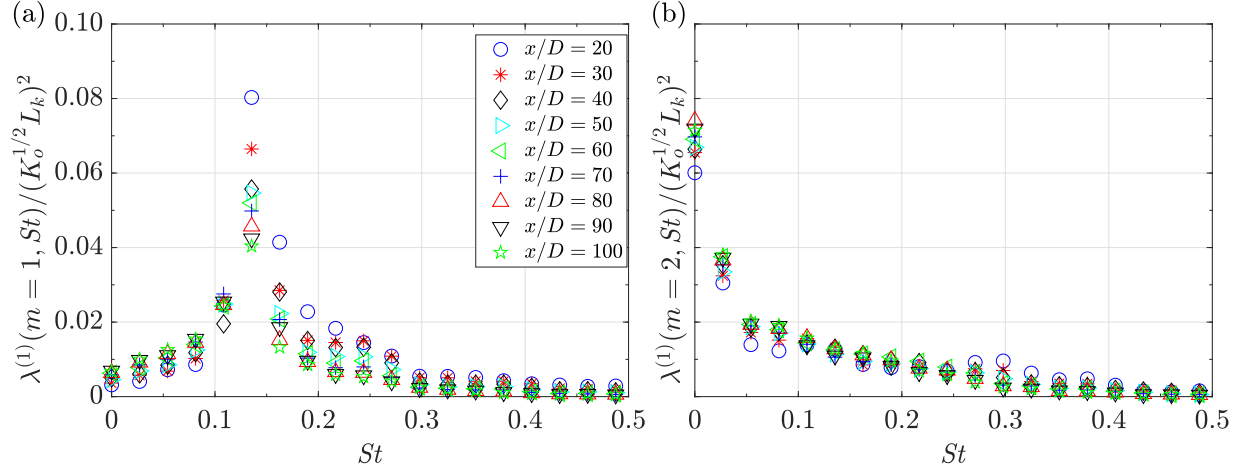 (a)
λ^{(1)}(m = 1, St)/(K_o^{1/2} L_k)^2
0.10
0.08
0.06
0.04
0.02
0
0 0.1 0.2 0.3 0.4 0.5
St
x/D = 20
x/D = 30
x/D = 40
x/D = 50
x/D = 60
x/D = 70
x/D = 80
x/D = 90
x/D = 100
(b)
λ^{(1)}(m = 2, St)/(K_o^{1/2} L_k)^2
0 0.1 0.2 0.3 0.4 0.5
St